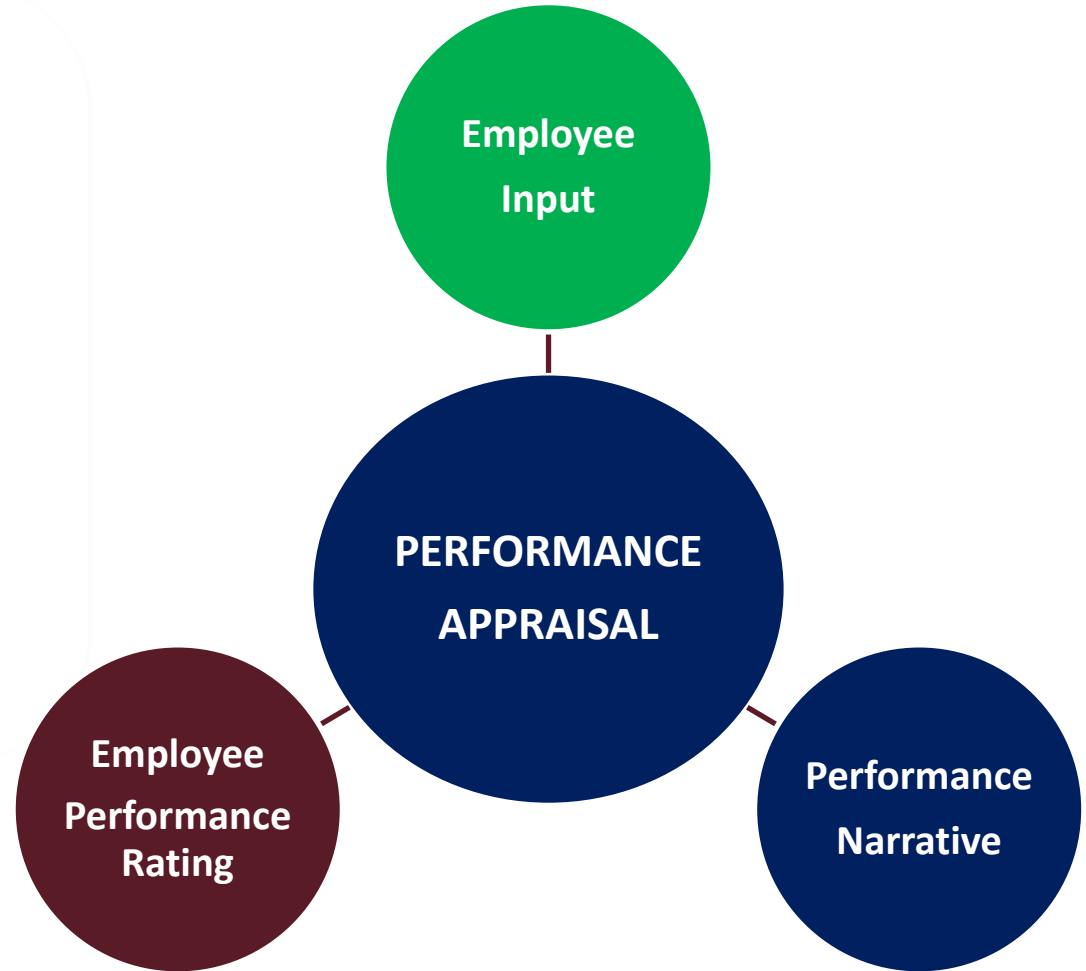 Employee
Input
PERFORMANCE
APPRAISAL
Employee
Performance
Rating
Performance
Narrative